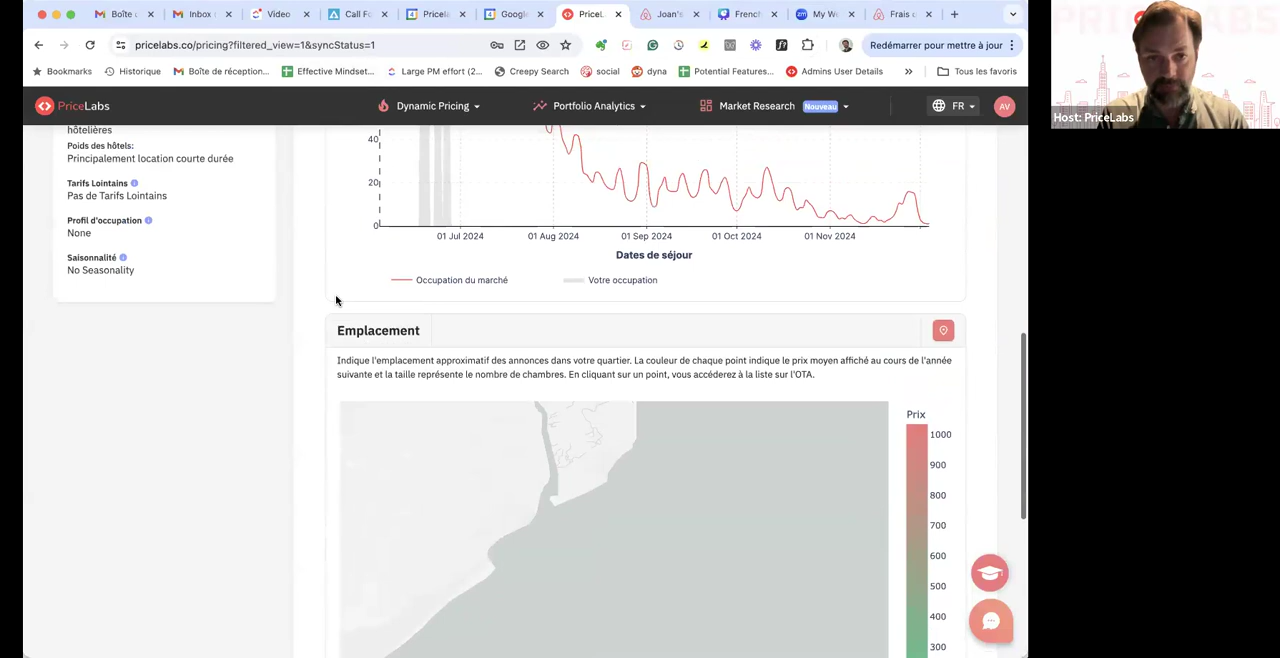 Boîte d
Inbox
Video
Call Fo
Pricela
Google
PriceL
Joan's
French
My We
Frais d
pricelabs.co/pricing?filtered_view=1&syncStatus=1
Redémarrer pour mettre à jour
Bookmarks
Historique
Boîte de réception...
Effective Mindset...
Large PM effort (2...
Creepy Search
social
dyna
Potential Features...
Admins User Details
»
Tous les favoris
PriceLabs
Dynamic Pricing
Portfolio Analytics
Market Research
Nouveau
FR
AV
hôtelières
Poids des hôtels:
Principalement location courte durée
Tarifs Lointains
Pas de Tarifs Lointains
Profil d'occupation
None
Saisonnalité
No Seasonality
40
20
0
01 Jul 2024
01 Aug 2024
01 Sep 2024
01 Oct 2024
01 Nov 2024
Dates de séjour
Occupation du marché
Votre occupation
Emplacement
Indique l'emplacement approximatif des annonces dans votre quartier. La couleur de chaque point indique le prix moyen affiché au cours de l'année
suivante et la taille représente le nombre de chambres. En cliquant sur un point, vous accéderez à la liste sur l'OTA.
Prix
1000
900
800
700
600
500
400
300
Host: PriceLabs